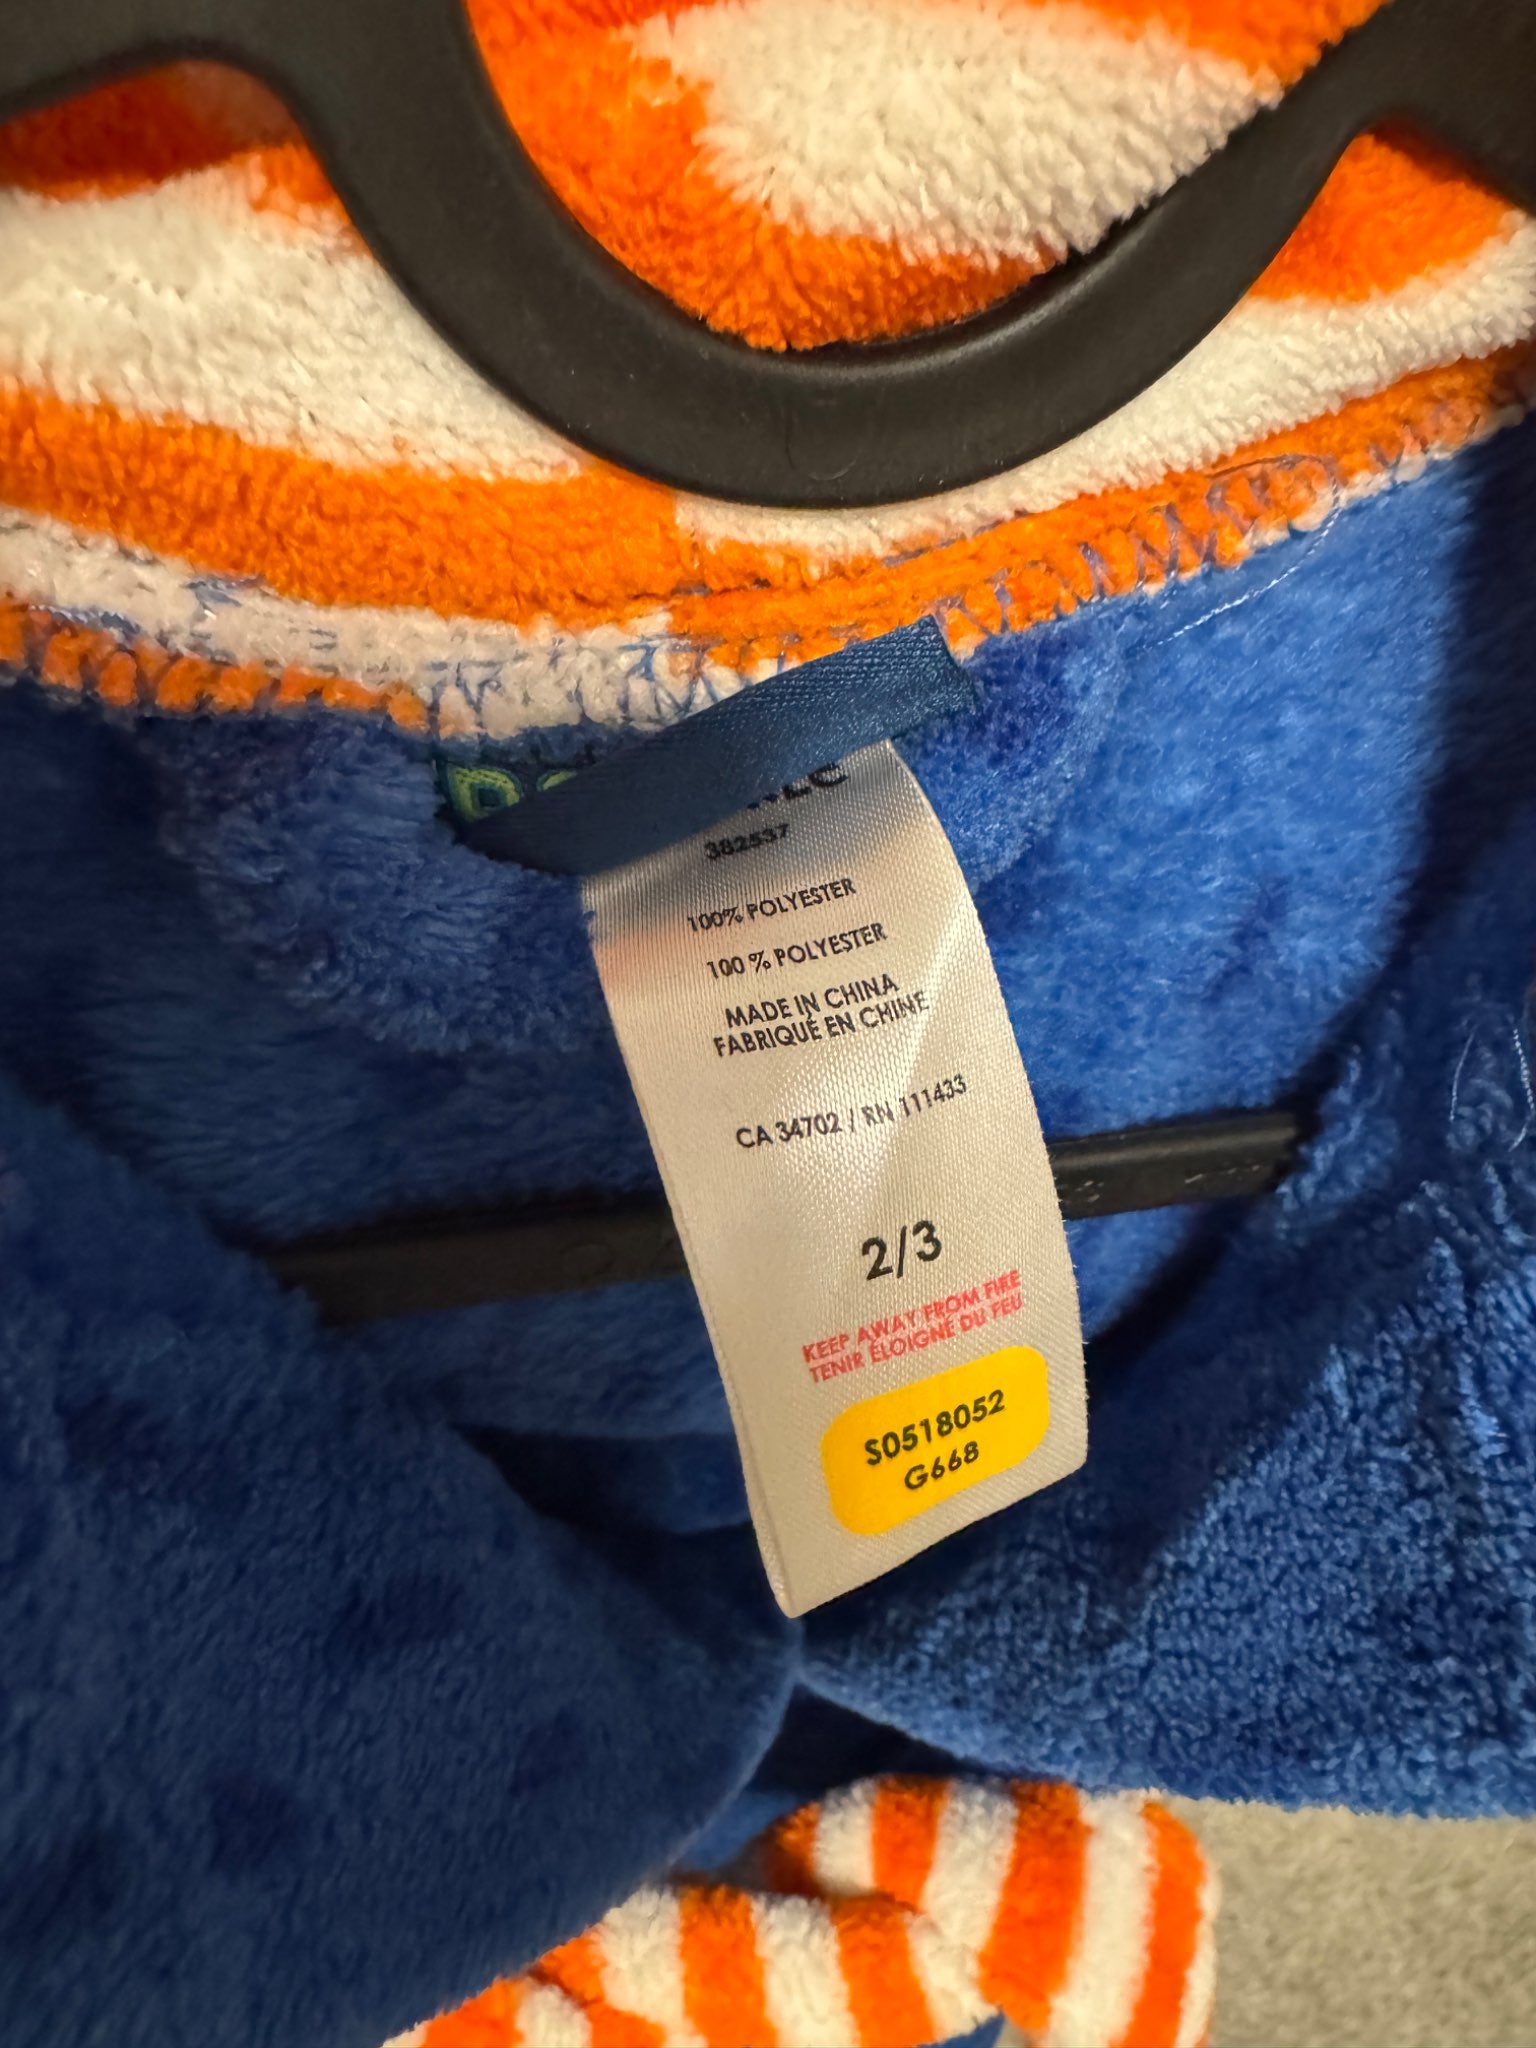 382537
100% POLYESTER
100 % POLYESTER
MADE IN CHINA
FABRIQUÉ EN CHINE
CA 34702 / RN 111433
2/3
KEEP AWAY FROM FIRE
TENIR ÉLOIGNÉ DU FEU
S0518052
G668